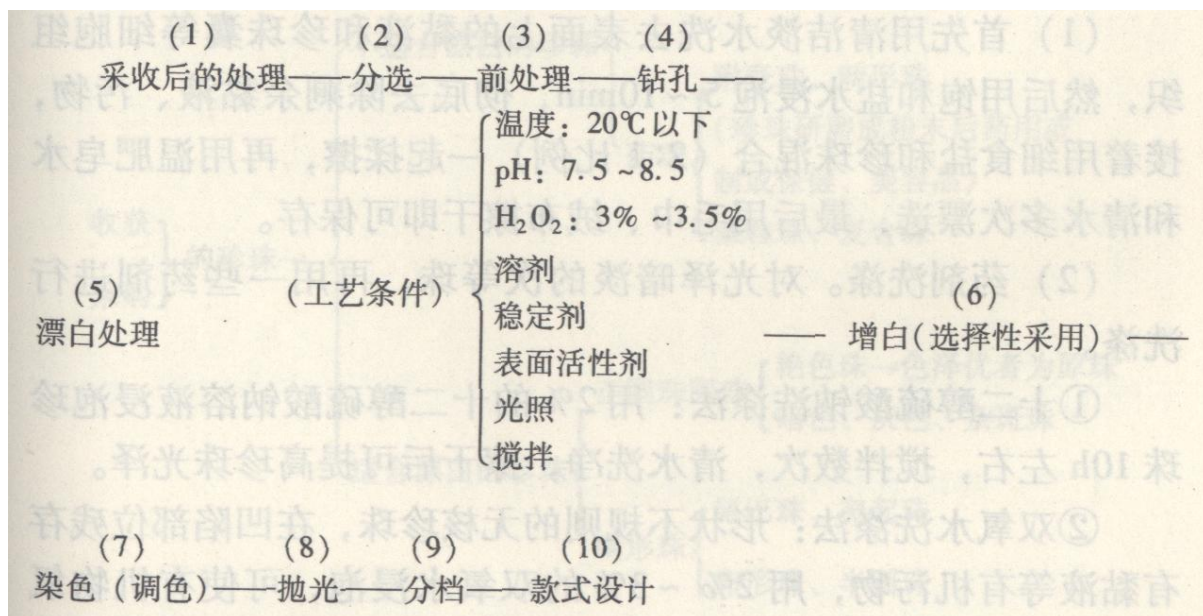 (1) (2) (3) (4)
采收后的处理——分选——前处理——钻孔——
温度：20℃以下
pH：7.5～8.5
H₂O₂：3%～3.5%
溶剂
(5) (工艺条件) (6)
稳定剂
漂白处理 —— 增白(选择性采用) ——
表面活性剂
光照
搅拌
(7) (8) (9) (10)
染色（调色）——抛光——分档——款式设计